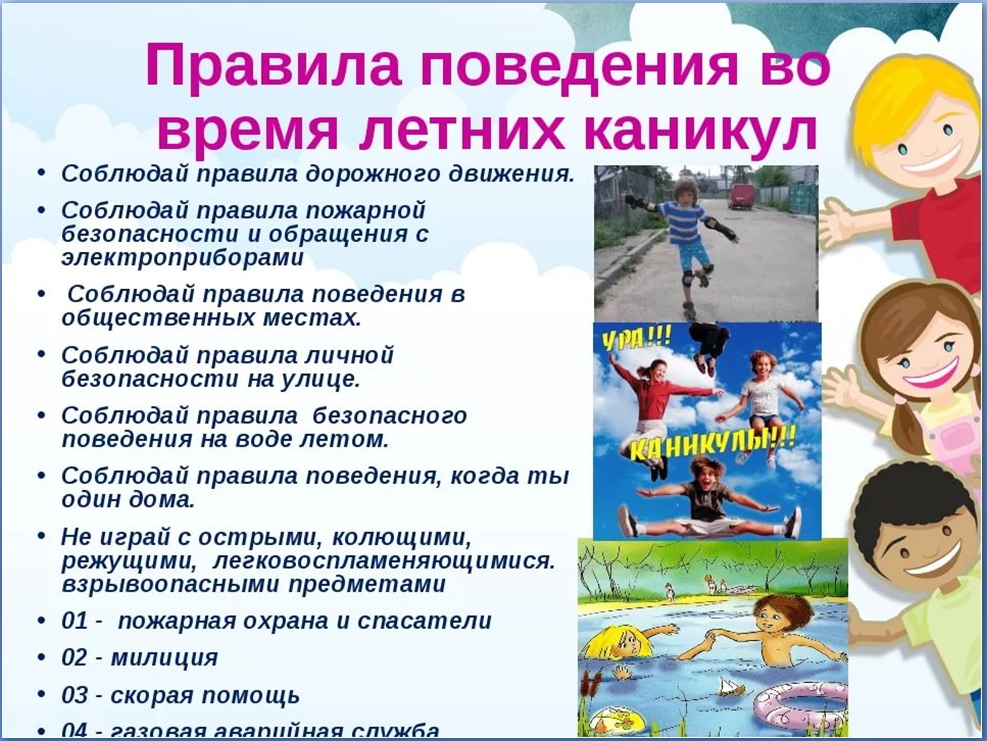 Правила поведения во
время летних каникул
• Соблюдай правила дорожного движения.
• Соблюдай правила пожарной
безопасности и обращения с
электроприборами
• Соблюдай правила поведения в
общественных местах.
• Соблюдай правила личной
безопасности на улице.
• Соблюдай правила безопасного
поведения на воде летом.
• Соблюдай правила поведения, когда ты
один дома.
• Не играй с острыми, колющими,
режущими, легковоспламеняющимися.
взрывоопасными предметами
• 01 - пожарная охрана и спасатели
• 02 - милиция
• 03 - скорая помощь
• 04 - газовая аварийная служба
УРА!!!
КАНИКУЛЫ!!!